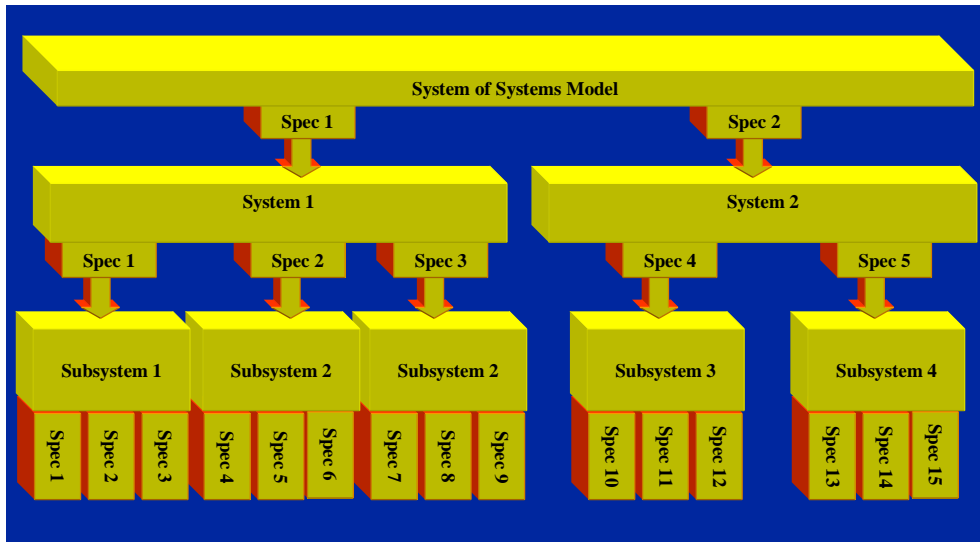 System of Systems Model
Spec 1
Spec 2
System 1
System 2
Spec 1
Spec 2
Spec 3
Spec 4
Spec 5
Subsystem 1
Subsystem 2
Subsystem 2
Subsystem 3
Subsystem 4
Spec 1
Spec 2
Spec 3
Spec 4
Spec 5
Spec 6
Spec 7
Spec 8
Spec 9
Spec 10
Spec 11
Spec 12
Spec 13
Spec 14
Spec 15